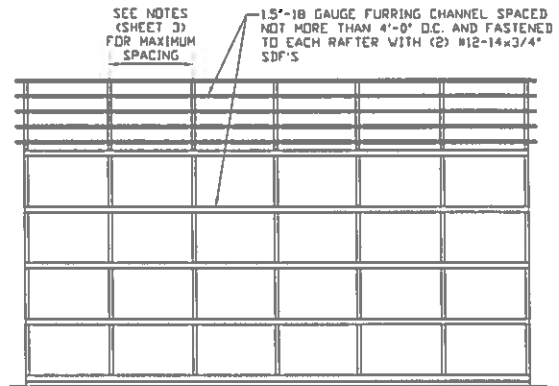 SEE NOTES
(SHEET 3)
FOR MAXIMUM
SPACING
1.5"-18 GAUGE FURRING CHANNEL SPACED
NOT MORE THAN 4'-0" O.C. AND FASTENED
TO EACH RAFTER WITH (2) #12-14x3/4"
SDF'S